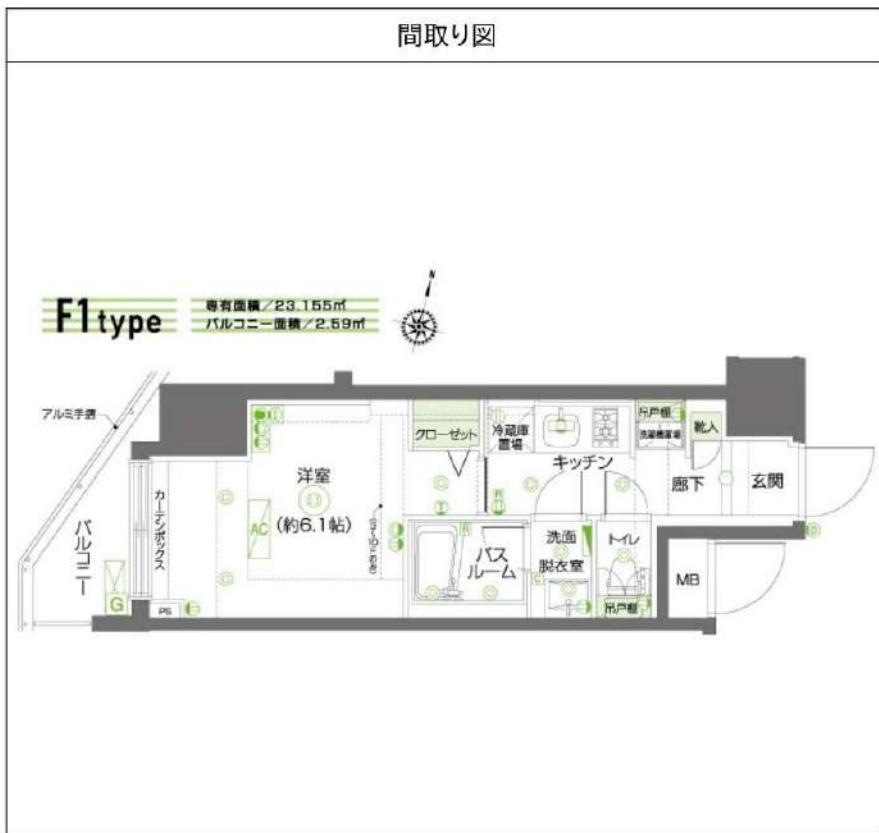 間取り図
F1 type
専有面積/23.155㎡
バルコニー面積/2.59㎡
N
アルミ手摺
バルコニー
カーテンボックス
洋室
(約6.1帖)
AC
G
PS
クローゼット
冷蔵庫
置場
キッチン
吊戸棚
洗濯機置場
靴入
廊下
玄関
バス
ルーム
洗面
脱衣室
トイレ
吊戸棚
MB